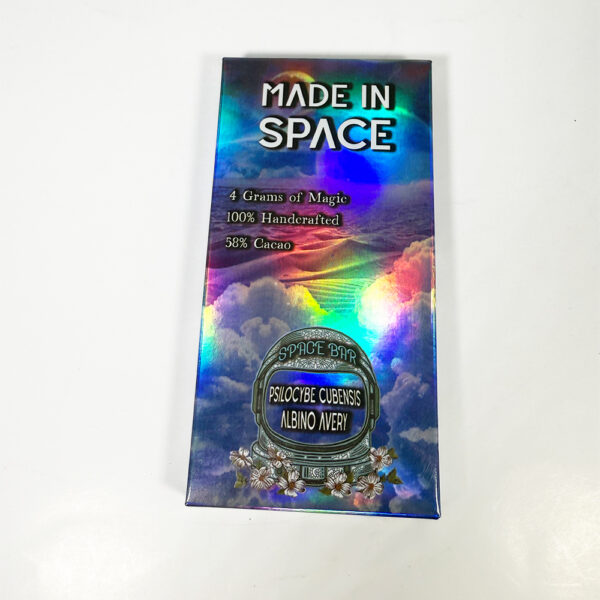 MADE IN
SPACE
4 Grams of Magic
100% Handcrafted
58% Cacao
SPACE BAR
PSILOCYBE CUBENSIS
ALBINO AVERY